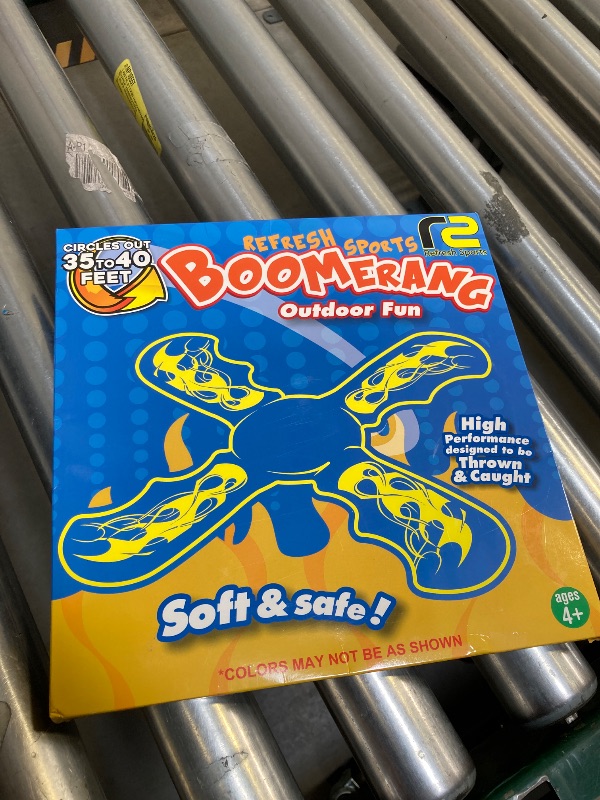 CIRCLES OUT
35 TO 40
FEET
REFRESH SPORTS
BOOMERANG
Outdoor Fun
r2
Refresh Sports
High
Performance
designed to be
Thrown
& Caught
Soft & safe!
ages
4+
*COLORS MAY NOT BE AS SHOWN